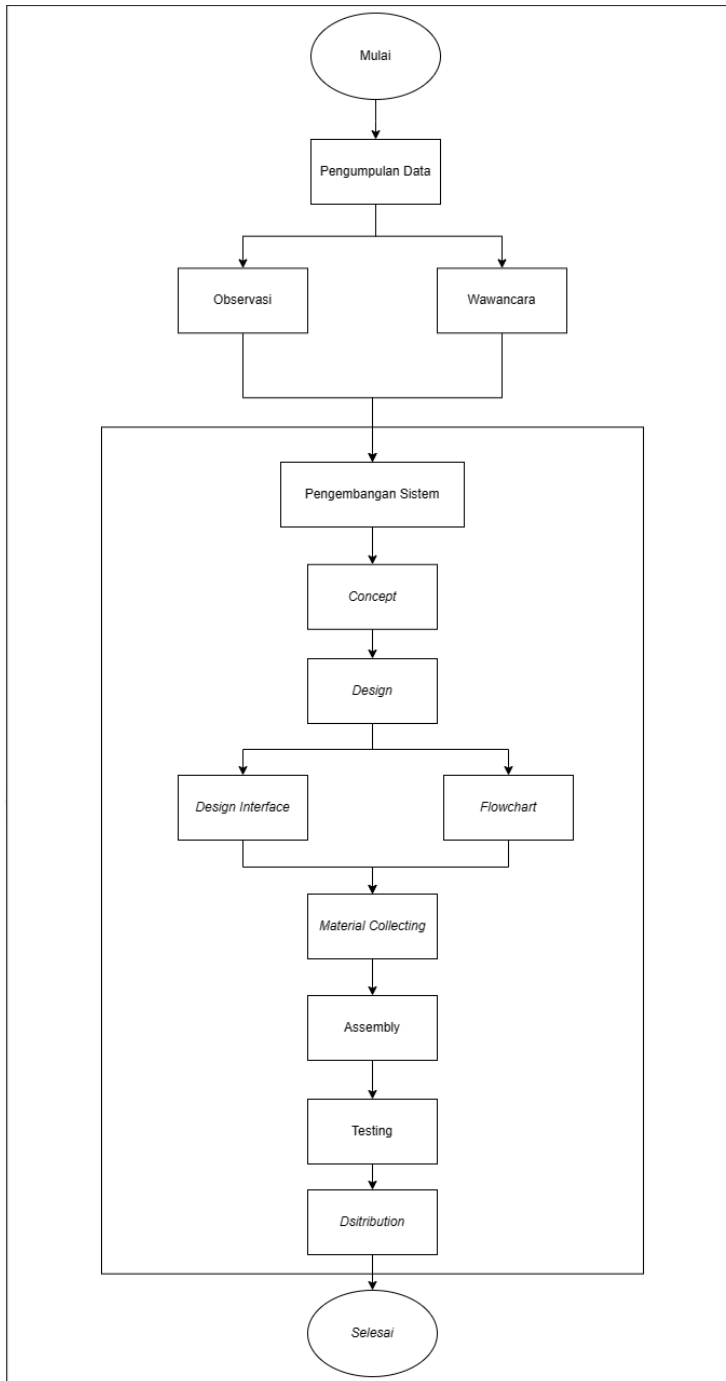 Mulai
Pengumpulan Data
Observasi
Wawancara
Pengembangan Sistem
Concept
Design
Design Interface
Flowchart
Material Collecting
Assembly
Testing
Dsitribution
Selesai